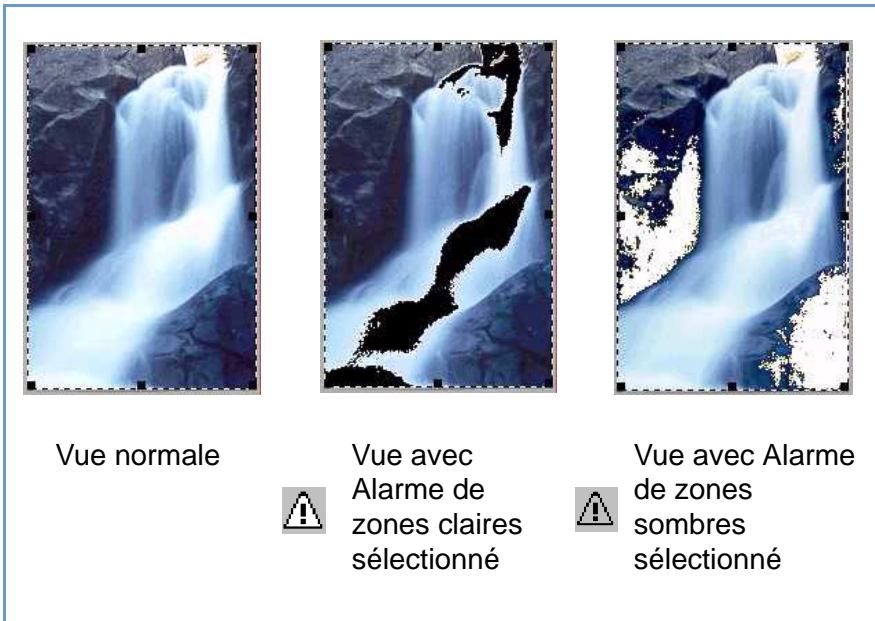 Vue normale
Vue avec
Alarme de
zones claires
sélectionné
Vue avec Alarme
de zones
sombres
sélectionné